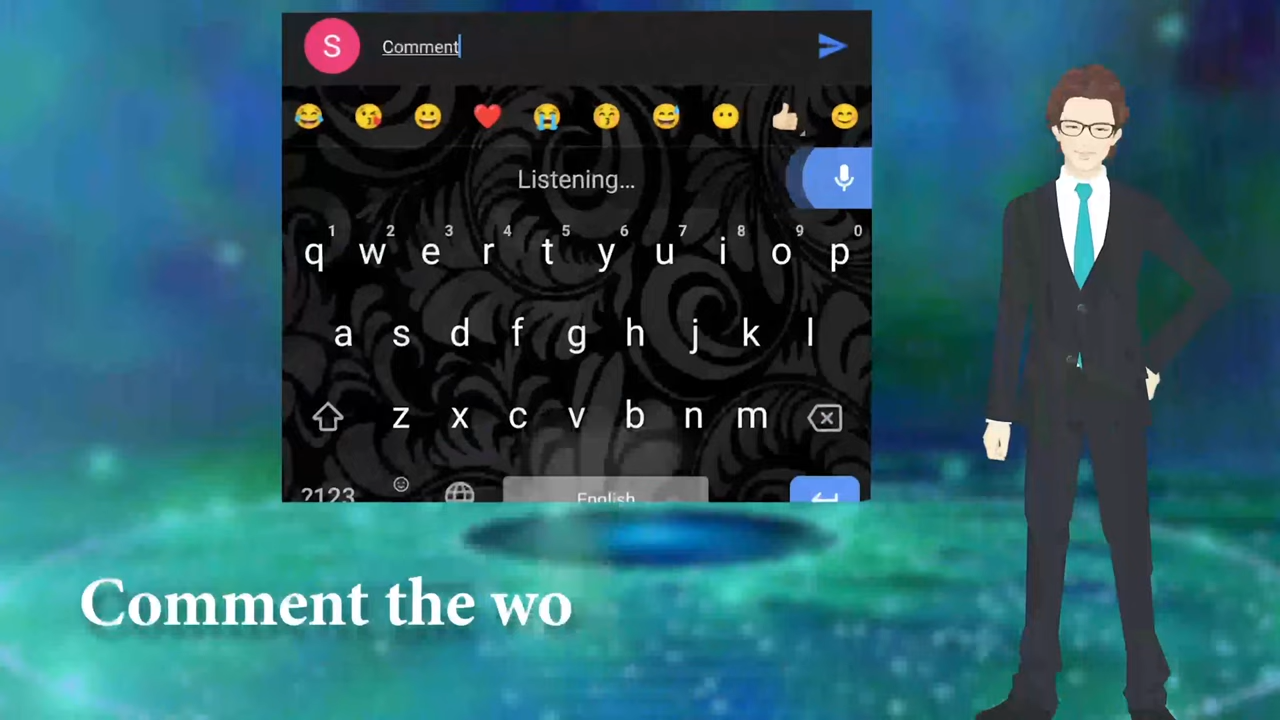 S Comment
Listening...
1 2 3 4 5 6 7 8 9 0
q w e r t y u i o p
a s d f g h j k l
z x c v b n m
?123 English
Comment the wo